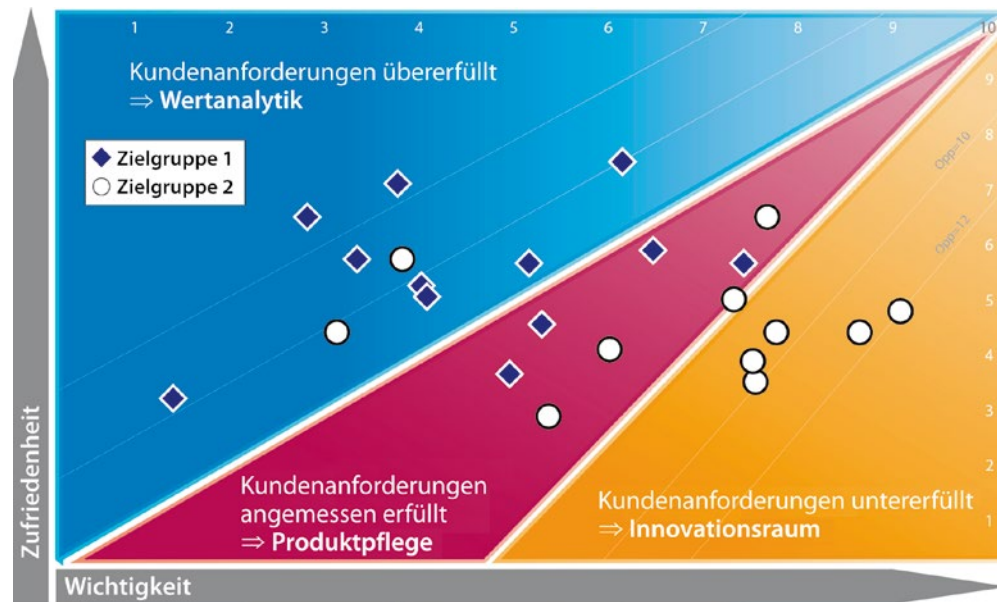 1 2 3 4 5 6 7 8 9 10
Kundenanforderungen übererfüllt
⇒ Wertanalytik
Zielgruppe 1
Zielgruppe 2
9
8
Opp=10
7
6
Opp=12
5
4
3
2
1
Kundenanforderungen
angemessen erfüllt
⇒ Produktpflege
Kundenanforderungen untererfüllt
⇒ Innovationsraum
Zufriedenheit
Wichtigkeit